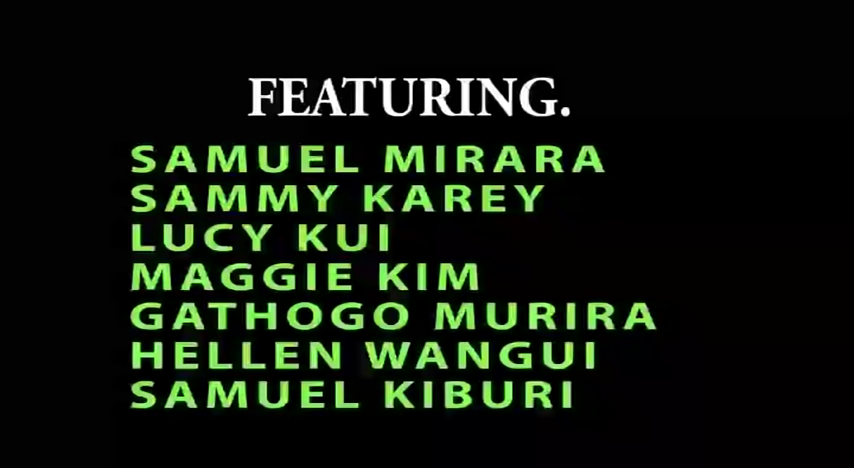 FEATURING.
SAMUEL MIRARA
SAMMY KAREY
LUCY KUI
MAGGIE KIM
GATHOGO MURIRA
HELLEN WANGUI
SAMUEL KIBURI